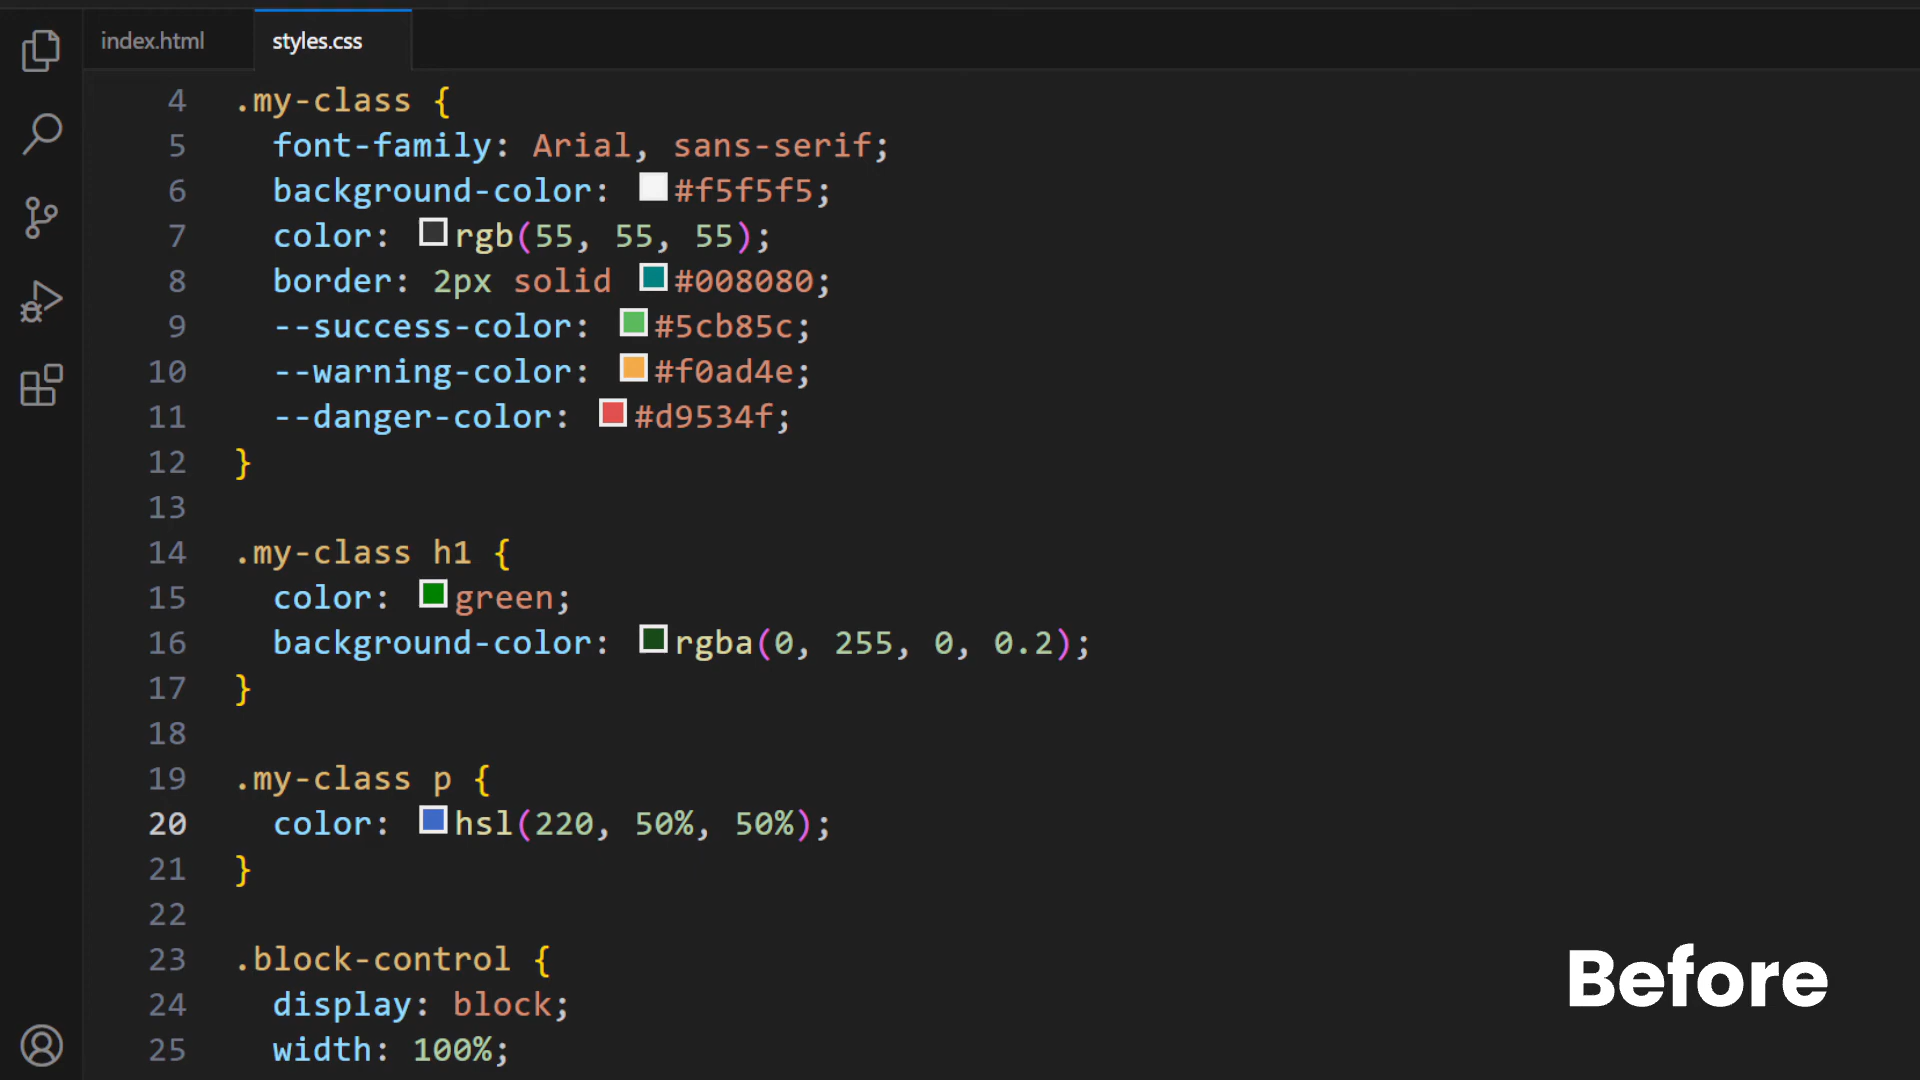 index.html styles.css
4 .my-class {
5 font-family: Arial, sans-serif;
6 background-color: #f5f5f5;
7 color: rgb(55, 55, 55);
8 border: 2px solid #008080;
9 --success-color: #5cb85c;
10 --warning-color: #f0ad4e;
11 --danger-color: #d9534f;
12 }
13
14 .my-class h1 {
15 color: green;
16 background-color: rgba(0, 255, 0, 0.2);
17 }
18
19 .my-class p {
20 color: hsl(220, 50%, 50%);
21 }
22
23 .block-control {
24 display: block;
25 width: 100%;
Before